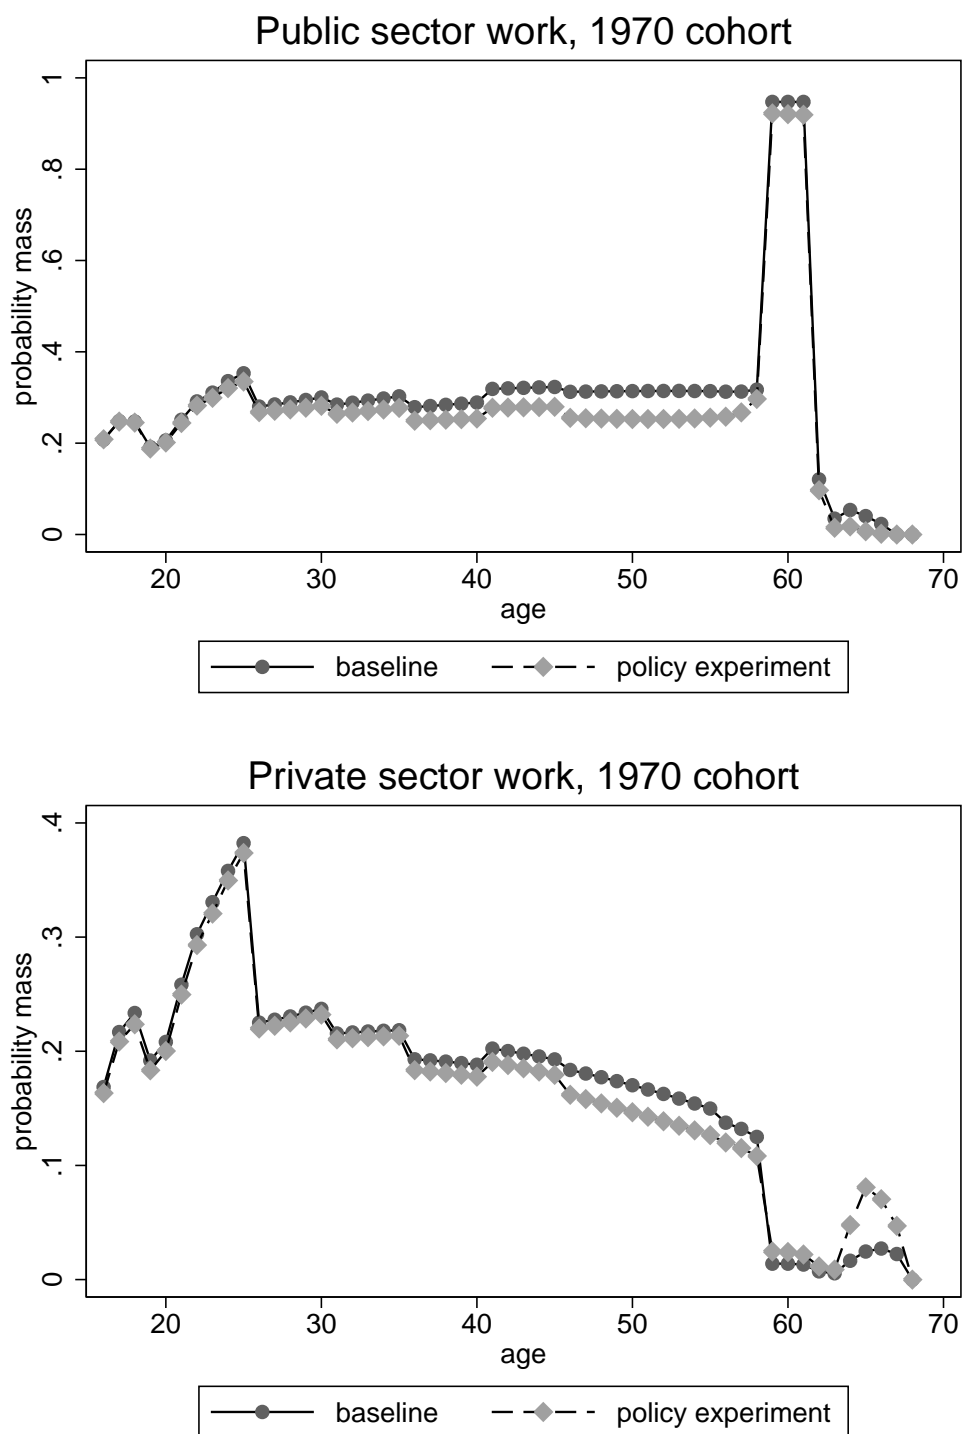 Public sector work, 1970 cohort
probability mass
1
.8
.6
.4
.2
0
20 30 40 50 60 70
age
baseline policy experiment
Private sector work, 1970 cohort
probability mass
.4
.3
.2
.1
0
20 30 40 50 60 70
age
baseline policy experiment